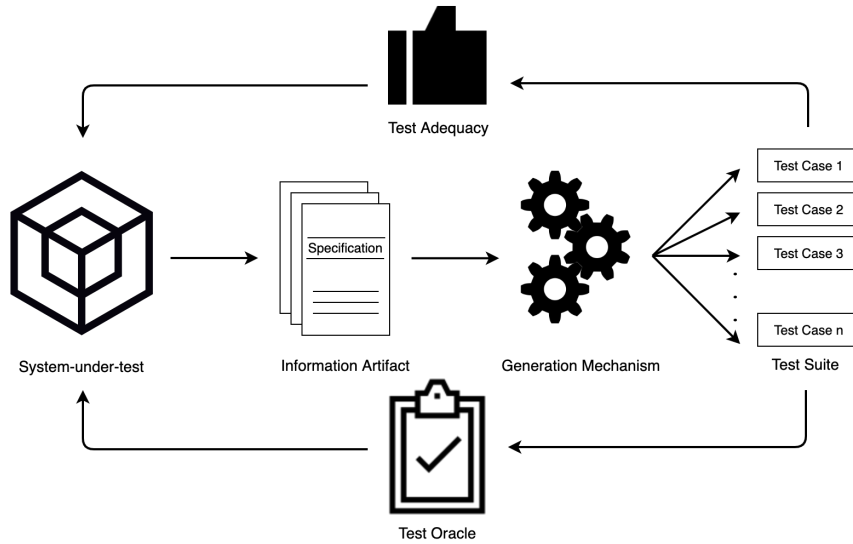 Test Adequacy
Test Case 1
Test Case 2
Specification
Test Case 3
Test Case n
System-under-test
Information Artifact
Generation Mechanism
Test Suite
Test Oracle